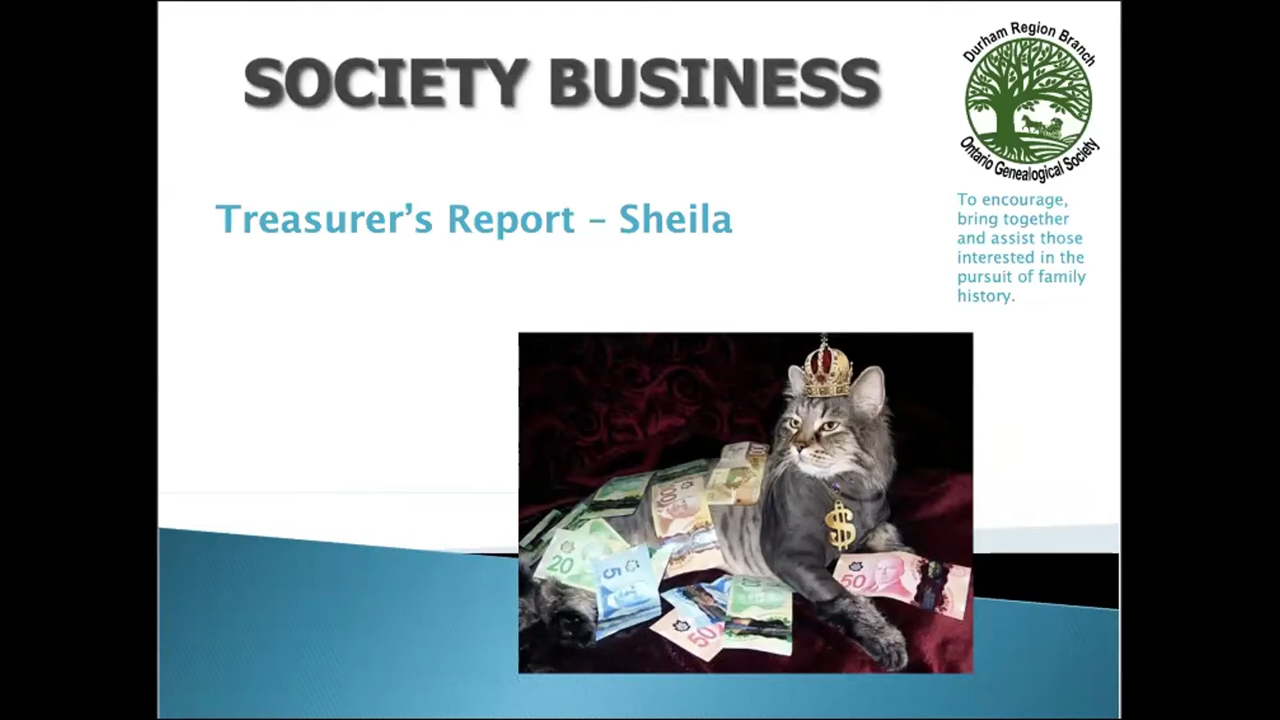 SOCIETY BUSINESS
Durham Region Branch
Ontario Genealogical Society
To encourage,
bring together
and assist those
interested in the
pursuit of family
history.
Treasurer's Report – Sheila
100
20
5
$
50
50